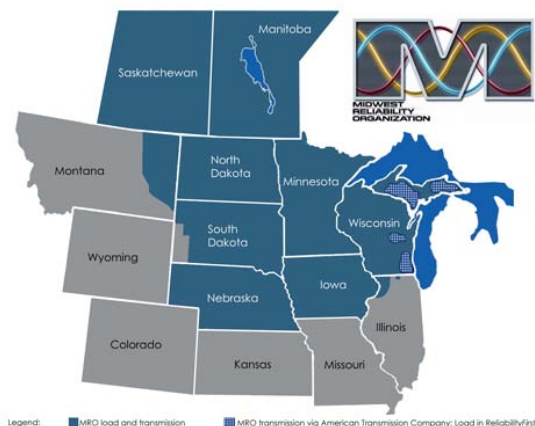 Manitoba
Saskatchewan
MIDWEST
RELIABILITY
ORGANIZATION
Montana
North
Dakota
Minnesota
South
Dakota
Wisconsin
Wyoming
Nebraska
Iowa
Illinois
Colorado
Kansas
Missouri
Legend:
MRO load and transmission
MRO transmission via American Transmission Company; Load in ReliabilityFirst